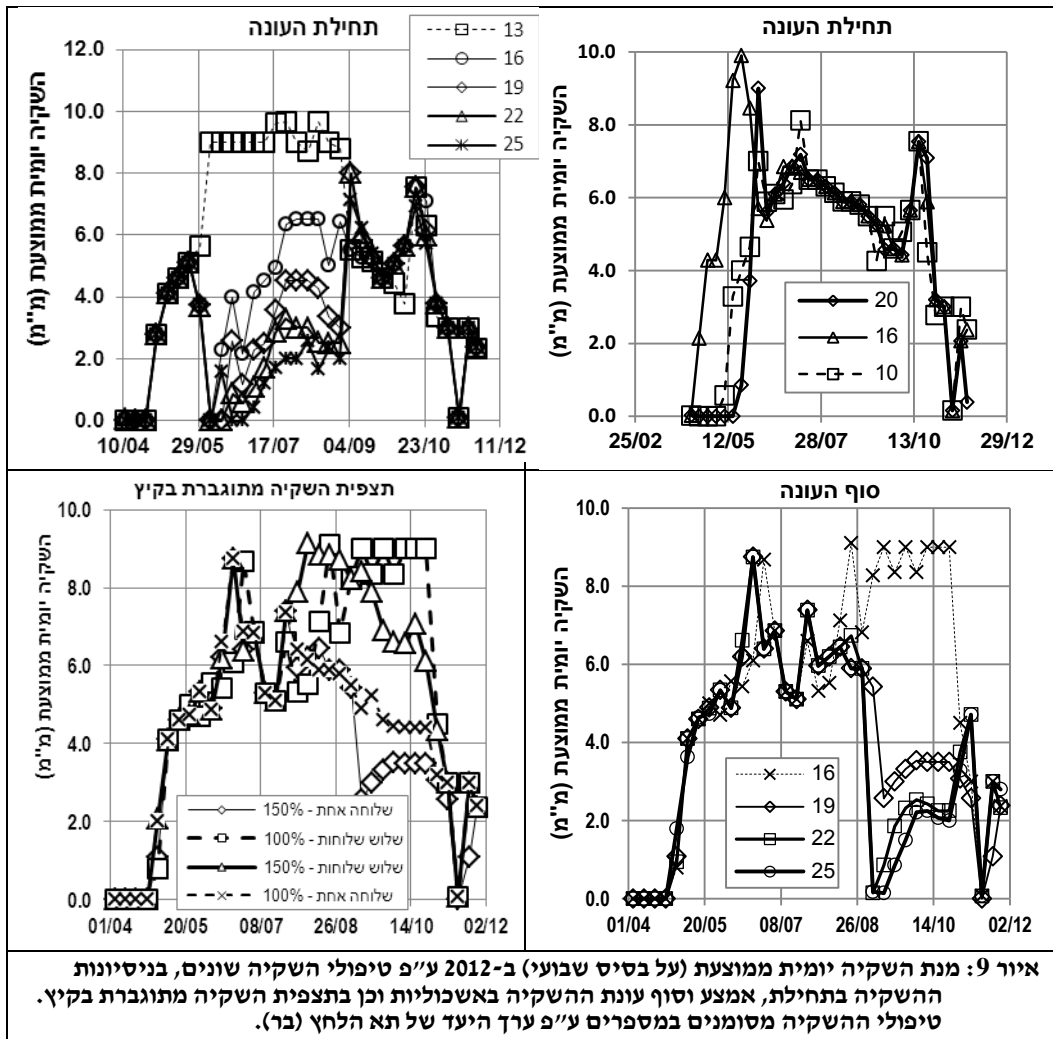 תחילת העונה
השקיה יומית ממוצעת (מ"מ)
12.0
10.0
8.0
6.0
4.0
2.0
0.0
10/04 29/05 17/07 04/09 23/10 11/12
13
16
19
22
25
תחילת העונה
השקיה יומית ממוצעת (מ"מ)
10.0
8.0
6.0
4.0
2.0
0.0
25/02 12/05 28/07 13/10 29/12
20
16
10
תצפית השקיה מתוגברת בקיץ
השקיה יומית ממוצעת (מ"מ)
10.0
8.0
6.0
4.0
2.0
0.0
01/04 20/05 08/07 26/08 14/10 02/12
שלוחה אחת - 150%
שלוש שלוחות - 100%
שלוש שלוחות - 150%
שלוחה אחת - 100%
סוף העונה
השקיה יומית ממוצעת (מ"מ)
10.0
8.0
6.0
4.0
2.0
0.0
01/04 20/05 08/07 26/08 14/10 02/12
16
19
22
25
איור 9: מנת השקיה יומית ממוצעת (על בסיס שבועי) ב-2012 ע״פ טיפולי השקיה שונים, בניסיונות
ההשקיה בתחילת, אמצע וסוף עונת ההשקיה באשכוליות וכן בתצפית השקיה מתוגברת בקיץ.
טיפולי ההשקיה מסומנים במספרים ע״פ ערך היעד של תא הלחץ (בר).